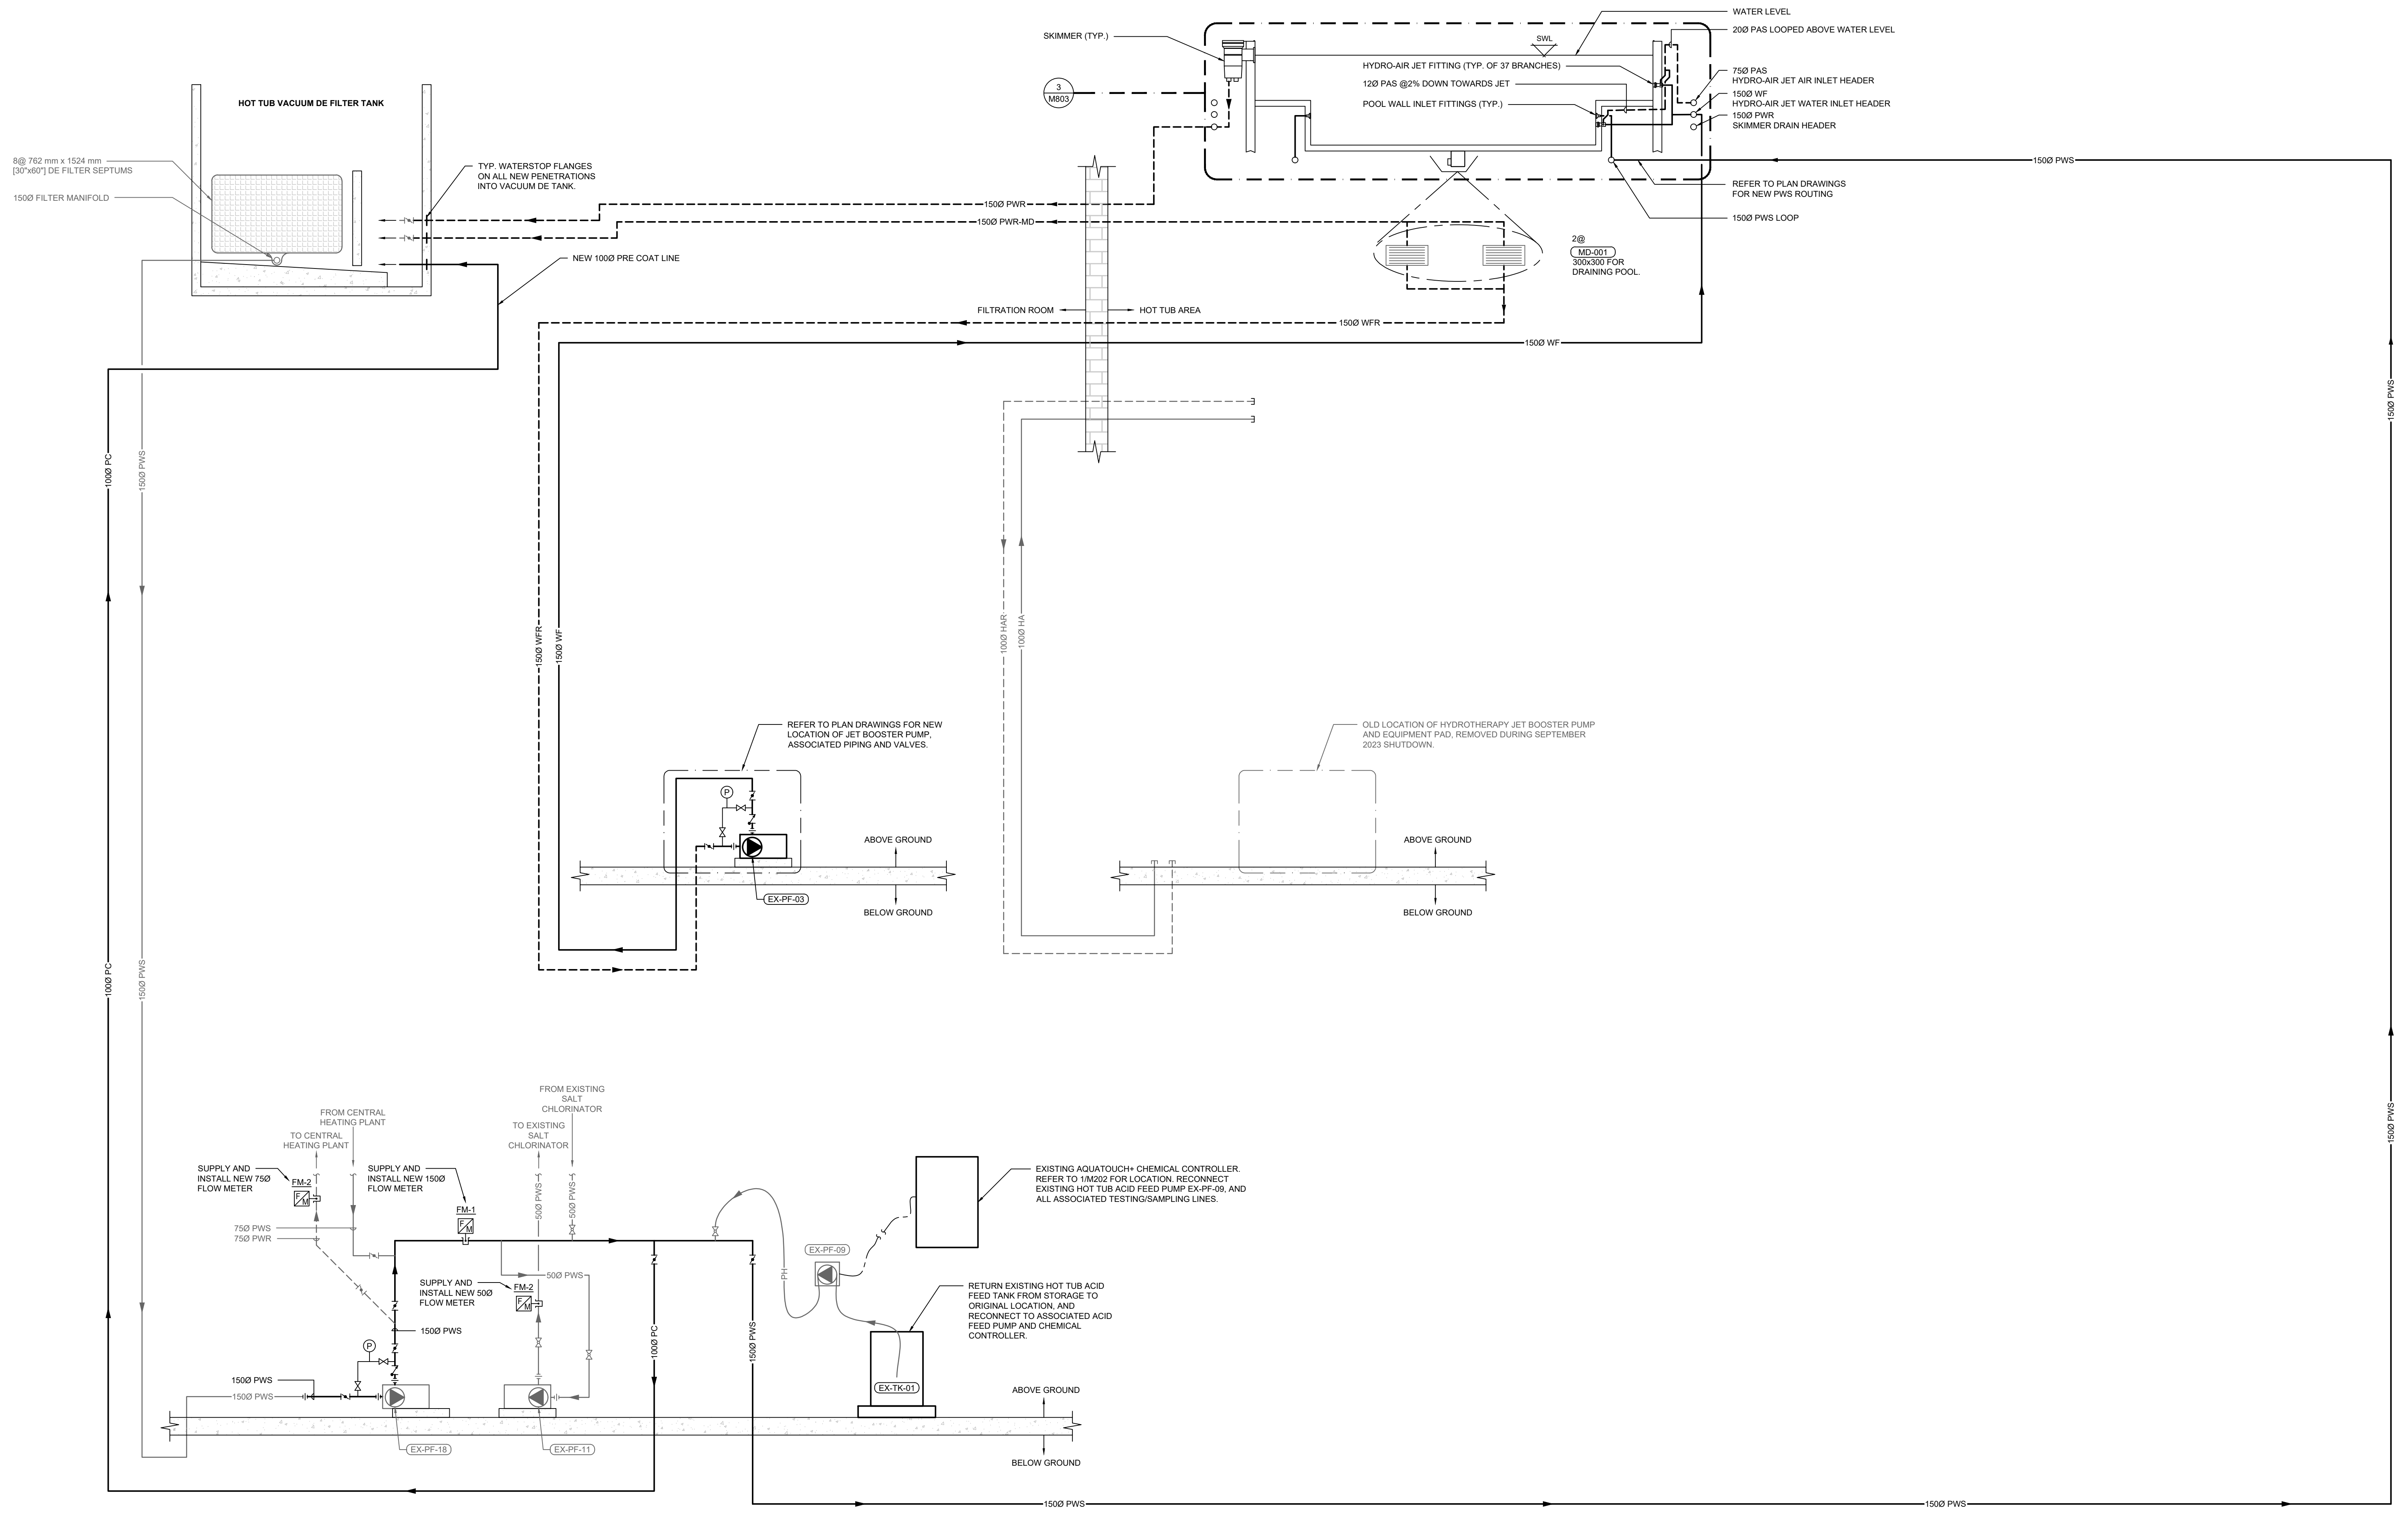 WATER LEVEL
20Ø PAS LOOPED ABOVE WATER LEVEL
SKIMMER (TYP.)
SWL
HYDRO-AIR JET FITTING (TYP. OF 37 BRANCHES)
12Ø PAS @2% DOWN TOWARDS JET
POOL WALL INLET FITTINGS (TYP.)
75Ø PAS
HYDRO-AIR JET AIR INLET HEADER
150Ø WF
HYDRO-AIR JET WATER INLET HEADER
150Ø PWR
SKIMMER DRAIN HEADER
3
M803
HOT TUB VACUUM DE FILTER TANK
8@ 762 mm x 1524 mm
[30"x60"] DE FILTER SEPTUMS
150Ø FILTER MANIFOLD
TYP. WATERSTOP FLANGES
ON ALL NEW PENETRATIONS
INTO VACUUM DE TANK.
150Ø PWS
REFER TO PLAN DRAWINGS
FOR NEW PWS ROUTING
150Ø PWS LOOP
150Ø PWR
150Ø PWR-MD
2@
MD-001
300x300 FOR
DRAINING POOL.
NEW 100Ø PRE COAT LINE
FILTRATION ROOM
HOT TUB AREA
150Ø WFR
150Ø WF
150Ø PWS
100Ø PC
150Ø PWS
150Ø WFR
150Ø WF
100Ø HAR
100Ø HA
REFER TO PLAN DRAWINGS FOR NEW
LOCATION OF JET BOOSTER PUMP,
ASSOCIATED PIPING AND VALVES.
OLD LOCATION OF HYDROTHERAPY JET BOOSTER PUMP
AND EQUIPMENT PAD, REMOVED DURING SEPTEMBER
2023 SHUTDOWN.
P
ABOVE GROUND
EX-PF-03
BELOW GROUND
ABOVE GROUND
BELOW GROUND
100Ø PC
150Ø PWS
150Ø PWS
FROM EXISTING
SALT
CHLORINATOR
FROM CENTRAL
HEATING PLANT
TO EXISTING
SALT
CHLORINATOR
TO CENTRAL
HEATING PLANT
SUPPLY AND
INSTALL NEW 75Ø
FLOW METER
FM-2
F
M
SUPPLY AND
INSTALL NEW 150Ø
FLOW METER
FM-1
F
M
50Ø PWS
50Ø PWS
75Ø PWS
75Ø PWR
EXISTING AQUATOUCH+ CHEMICAL CONTROLLER.
REFER TO 1/M202 FOR LOCATION. RECONNECT
EXISTING HOT TUB ACID FEED PUMP EX-PF-09, AND
ALL ASSOCIATED TESTING/SAMPLING LINES.
EX-PF-09
PH
50Ø PWS
SUPPLY AND
INSTALL NEW 50Ø
FLOW METER
FM-2
F
M
RETURN EXISTING HOT TUB ACID
FEED TANK FROM STORAGE TO
ORIGINAL LOCATION, AND
RECONNECT TO ASSOCIATED ACID
FEED PUMP AND CHEMICAL
CONTROLLER.
150Ø PWS
P
100Ø PC
150Ø PWS
150Ø PWS
150Ø PWS
EX-TK-01
ABOVE GROUND
EX-PF-18
EX-PF-11
BELOW GROUND
150Ø PWS
150Ø PWS